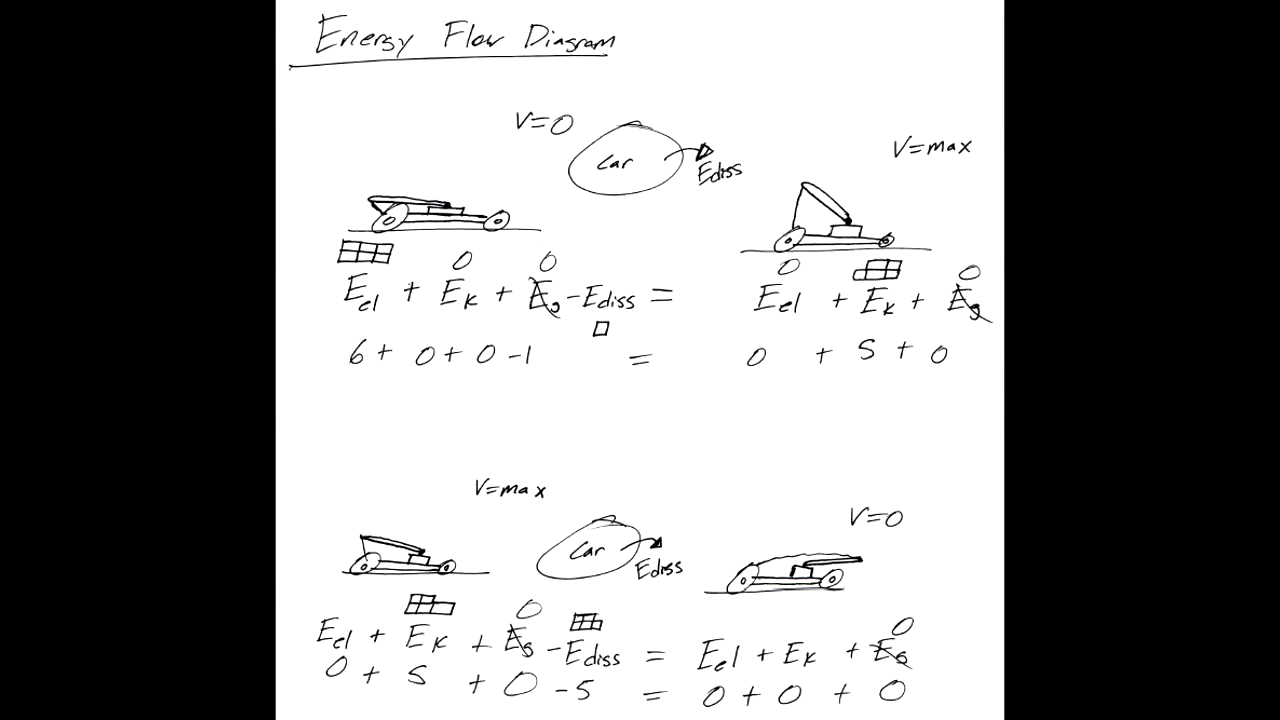 Energy Flow Diagram
V=0
Car
Ediss
V=max
0 0
0 0
Eel + Ek + Eg - Ediss = Eel + Ek + Eg
6 + 0 + 0 - 1 = 0 + 5 + 0
V=max
Car
Ediss
V=0
0
0
Eel + Ek + Eg - Ediss = Eel + Ek + Eg
0 + 5 + 0 - 5 = 0 + 0 + 0